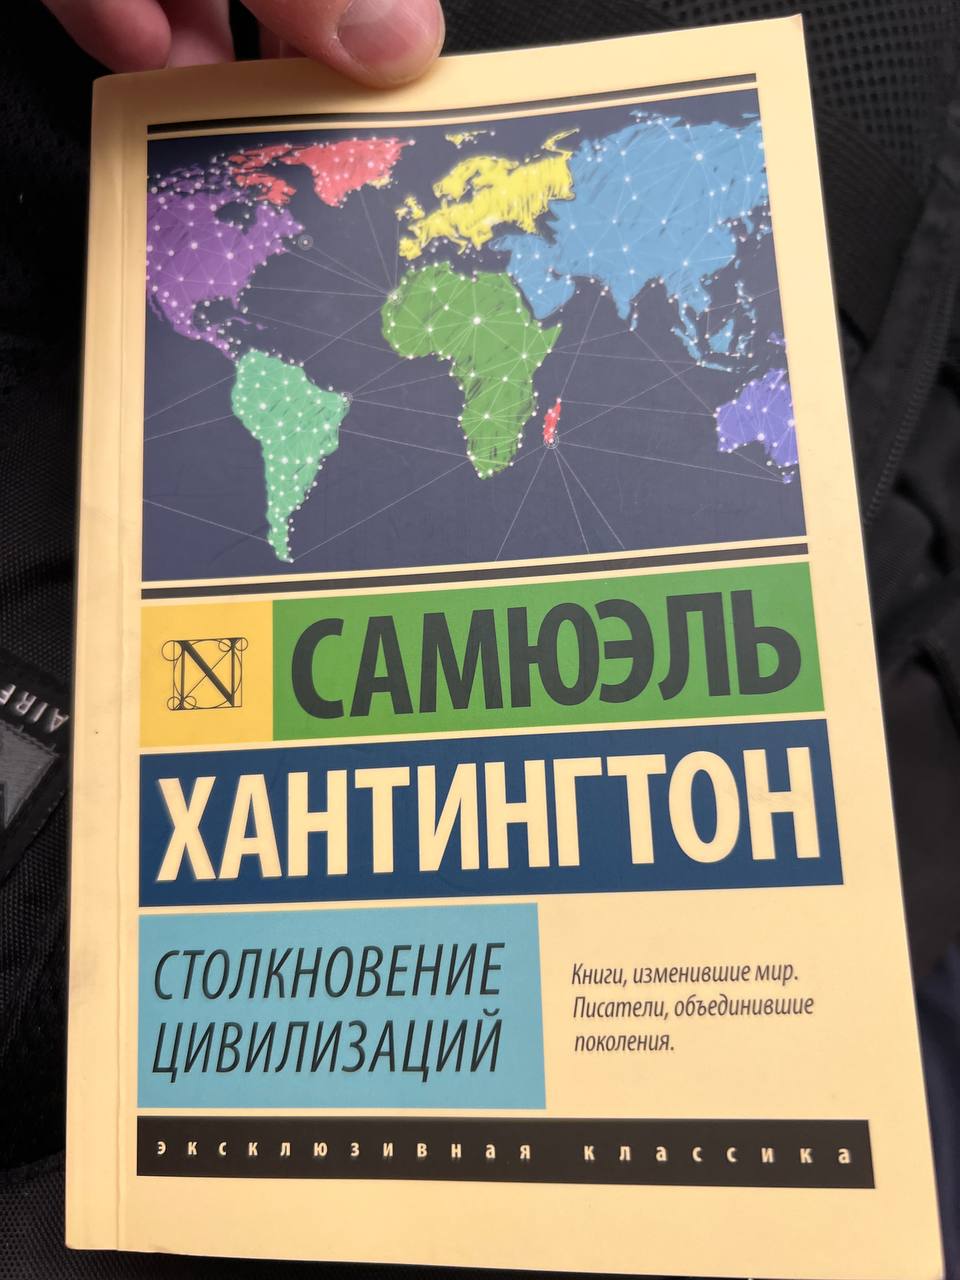 САМЮЭЛЬ
ХАНТИНГТОН
СТОЛКНОВЕНИЕ
ЦИВИЛИЗАЦИЙ
Книги, изменившие мир.
Писатели, объединившие
поколения.
эксклюзивная классика
N